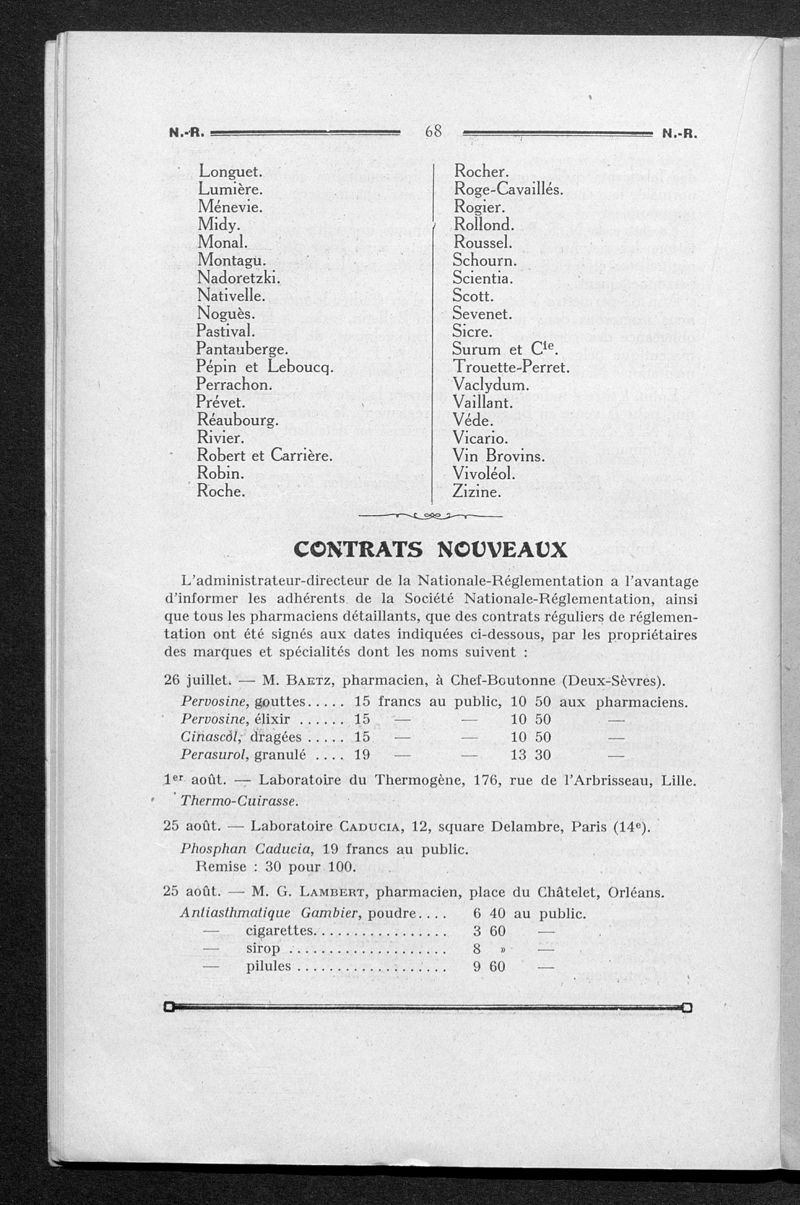 N.-R. 68 N.-R.
Longuet.
Lumière.
Ménevie.
Midy.
Monal.
Montagu.
Nadoretzki.
Nativelle.
Noguès.
Pastival.
Pantauberge.
Pépin et Leboucq.
Perrachon.
Prévet.
Réaubourg.
Rivier.
Robert et Carrière.
Robin.
Roche.
Rocher.
Roge-Cavaillés.
Rogier.
Rollond.
Roussel.
Schourn.
Scientia.
Scott.
Sevenet.
Sicre.
Surum et Cie.
Trouette-Perret.
Vaclydum.
Vaillant.
Véde.
Vicario.
Vin Brovins.
Vivoléol.
Zizine.
CONTRATS NOUVEAUX
L'administrateur-directeur de la Nationale-Réglementation a l'avantage
d'informer les adhérents de la Société Nationale-Réglementation, ainsi
que tous les pharmaciens détaillants, que des contrats réguliers de réglemen-
tation ont été signés aux dates indiquées ci-dessous, par les propriétaires
des marques et spécialités dont les noms suivent :
26 juillet. — M. BAETZ, pharmacien, à Chef-Boutonne (Deux-Sèvres).
Pervosine, gouttes..... 15 francs au public, 10 50 aux pharmaciens.
Pervosine, élixir ...... 15 — — 10 50 —
Cinascol, dragées ..... 15 — — 10 50 —
Perasurol, granulé .... 19 — — 13 30 —
1er août. — Laboratoire du Thermogène, 176, rue de l'Arbrisseau, Lille.
Thermo-Cuirasse.
25 août. — Laboratoire CADUCIA, 12, square Delambre, Paris (14e).
Phosphan Caducia, 19 francs au public.
Remise : 30 pour 100.
25 août. — M. G. LAMBERT, pharmacien, place du Châtelet, Orléans.
Antiasthmatique Gambier, poudre.... 6 40 au public.
— cigarettes................. 3 60 —
— sirop .................... 8 » —
— pilules ................... 9 60 —